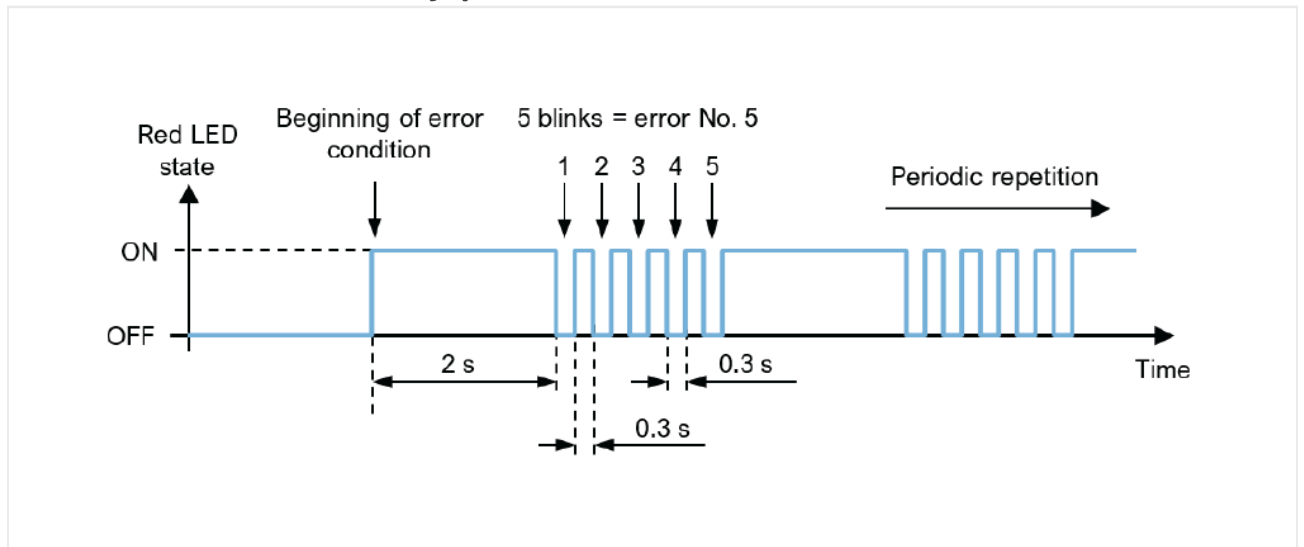 Red LED
state
Beginning of error
condition
5 blinks = error No. 5
1 2 3 4 5
Periodic repetition
ON
OFF
2 s
0.3 s
Time
0.3 s